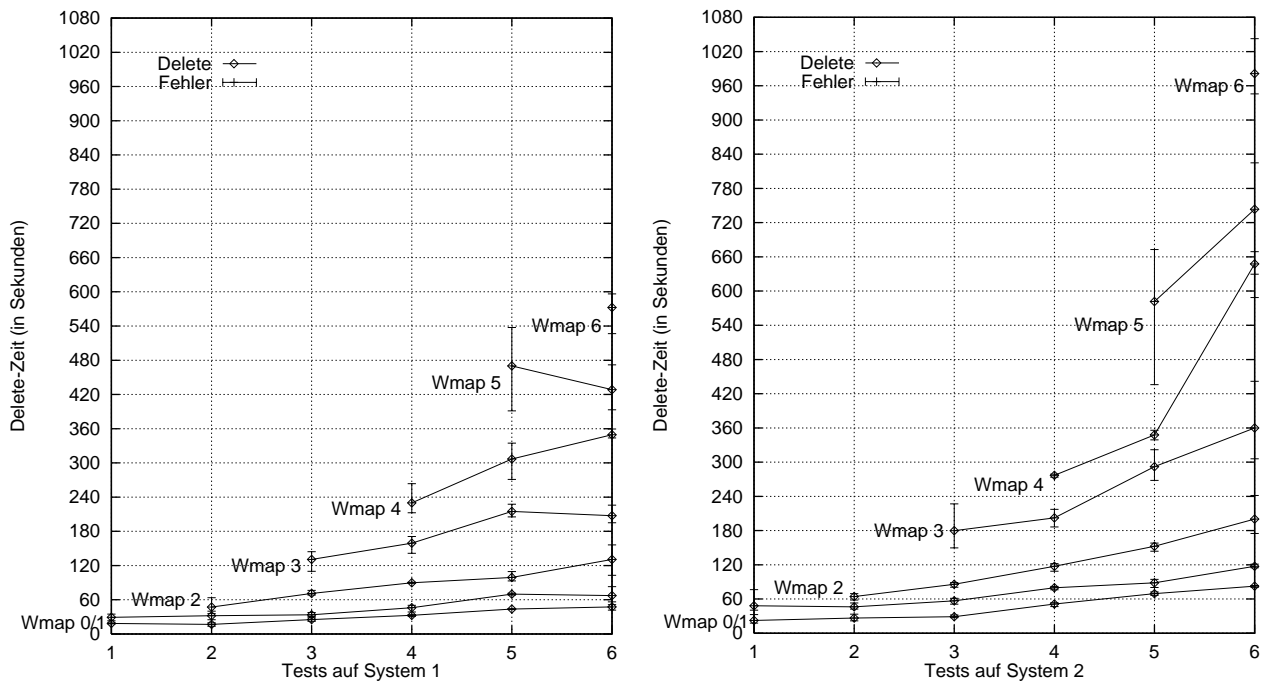 1080
1020
960
900
840
780
720
660
600
540
480
420
360
300
240
180
120
60
0
Delete-Zeit (in Sekunden)
Delete
Fehler
Wmap 6
Wmap 5
Wmap 4
Wmap 3
Wmap 2
Wmap 0/1
1 2 3 4 5 6
Tests auf System 1
1080
1020
960
900
840
780
720
660
600
540
480
420
360
300
240
180
120
60
0
Delete-Zeit (in Sekunden)
Delete
Fehler
Wmap 6
Wmap 5
Wmap 4
Wmap 3
Wmap 2
Wmap 0/1
1 2 3 4 5 6
Tests auf System 2